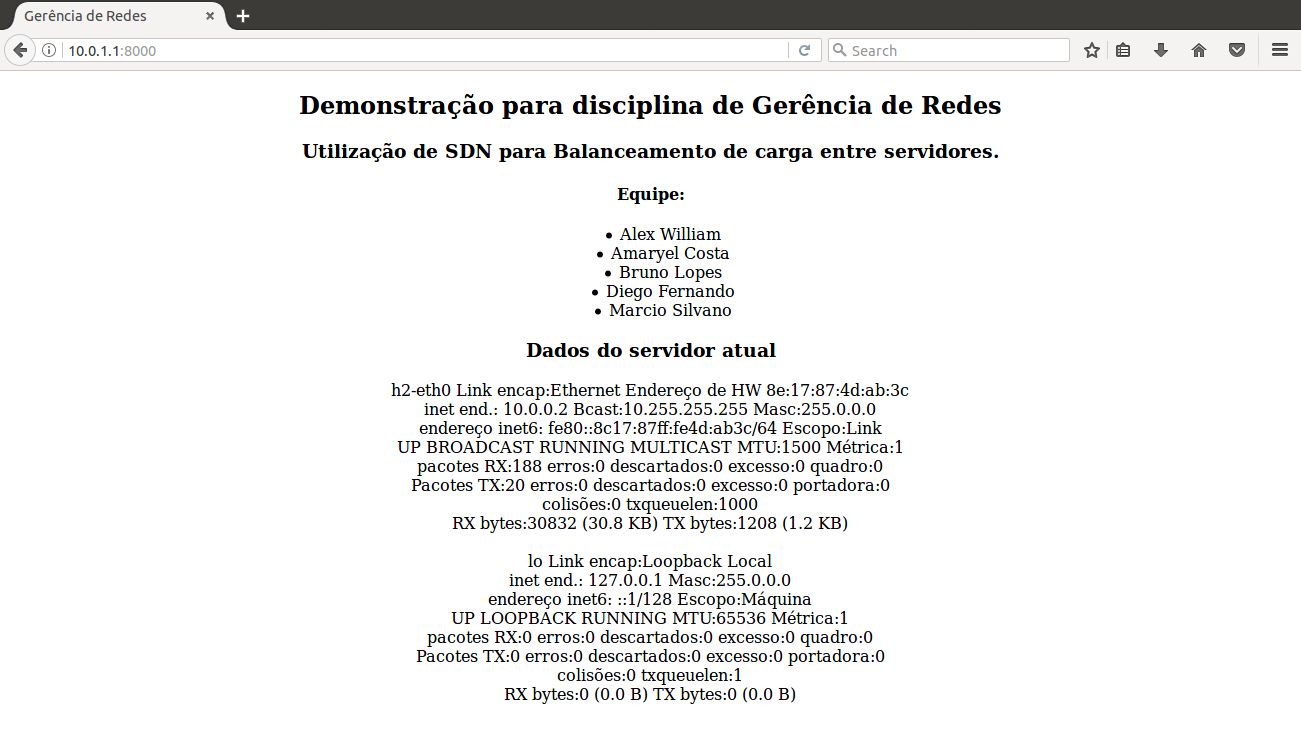 Gerência de Redes
10.0.1.1:8000
Search
Demonstração para disciplina de Gerência de Redes
Utilização de SDN para Balanceamento de carga entre servidores.
Equipe:
• Alex William
• Amaryel Costa
• Bruno Lopes
• Diego Fernando
• Marcio Silvano
Dados do servidor atual
h2-eth0 Link encap:Ethernet Endereço de HW 8e:17:87:4d:ab:3c
inet end.: 10.0.0.2 Bcast:10.255.255.255 Masc:255.0.0.0
endereço inet6: fe80::8c17:87ff:fe4d:ab3c/64 Escopo:Link
UP BROADCAST RUNNING MULTICAST MTU:1500 Métrica:1
pacotes RX:188 erros:0 descartados:0 excesso:0 quadro:0
Pacotes TX:20 erros:0 descartados:0 excesso:0 portadora:0
colisões:0 txqueuelen:1000
RX bytes:30832 (30.8 KB) TX bytes:1208 (1.2 KB)
lo Link encap:Loopback Local
inet end.: 127.0.0.1 Masc:255.0.0.0
endereço inet6: ::1/128 Escopo:Máquina
UP LOOPBACK RUNNING MTU:65536 Métrica:1
pacotes RX:0 erros:0 descartados:0 excesso:0 quadro:0
Pacotes TX:0 erros:0 descartados:0 excesso:0 portadora:0
colisões:0 txqueuelen:1
RX bytes:0 (0.0 B) TX bytes:0 (0.0 B)